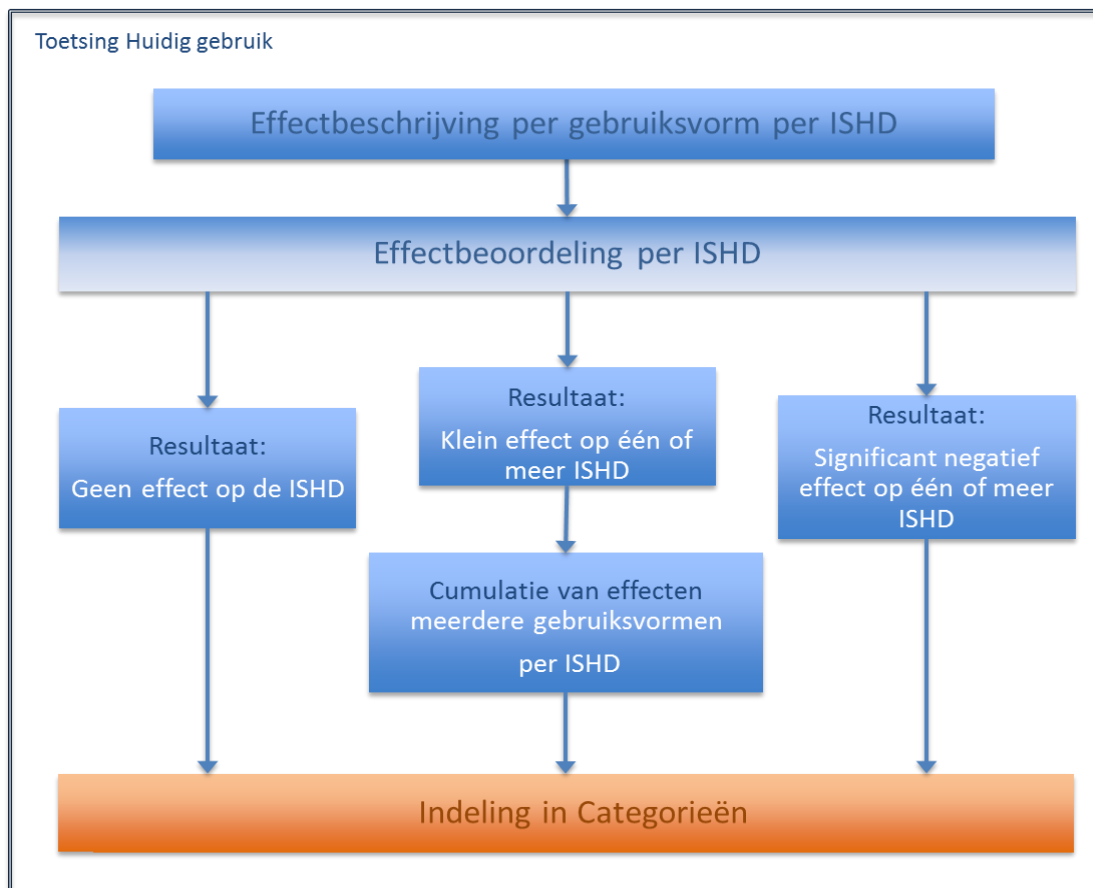 Toetsing Huidig gebruik
Effectbeschrijving per gebruiksvorm per ISHD
Effectbeoordeling per ISHD
Resultaat:
Geen effect op de ISHD
Resultaat:
Klein effect op één of
meer ISHD
Resultaat:
Significant negatief
effect op één of meer
ISHD
Cumulatie van effecten
meerdere gebruiksvormen
per ISHD
Indeling in Categorieën